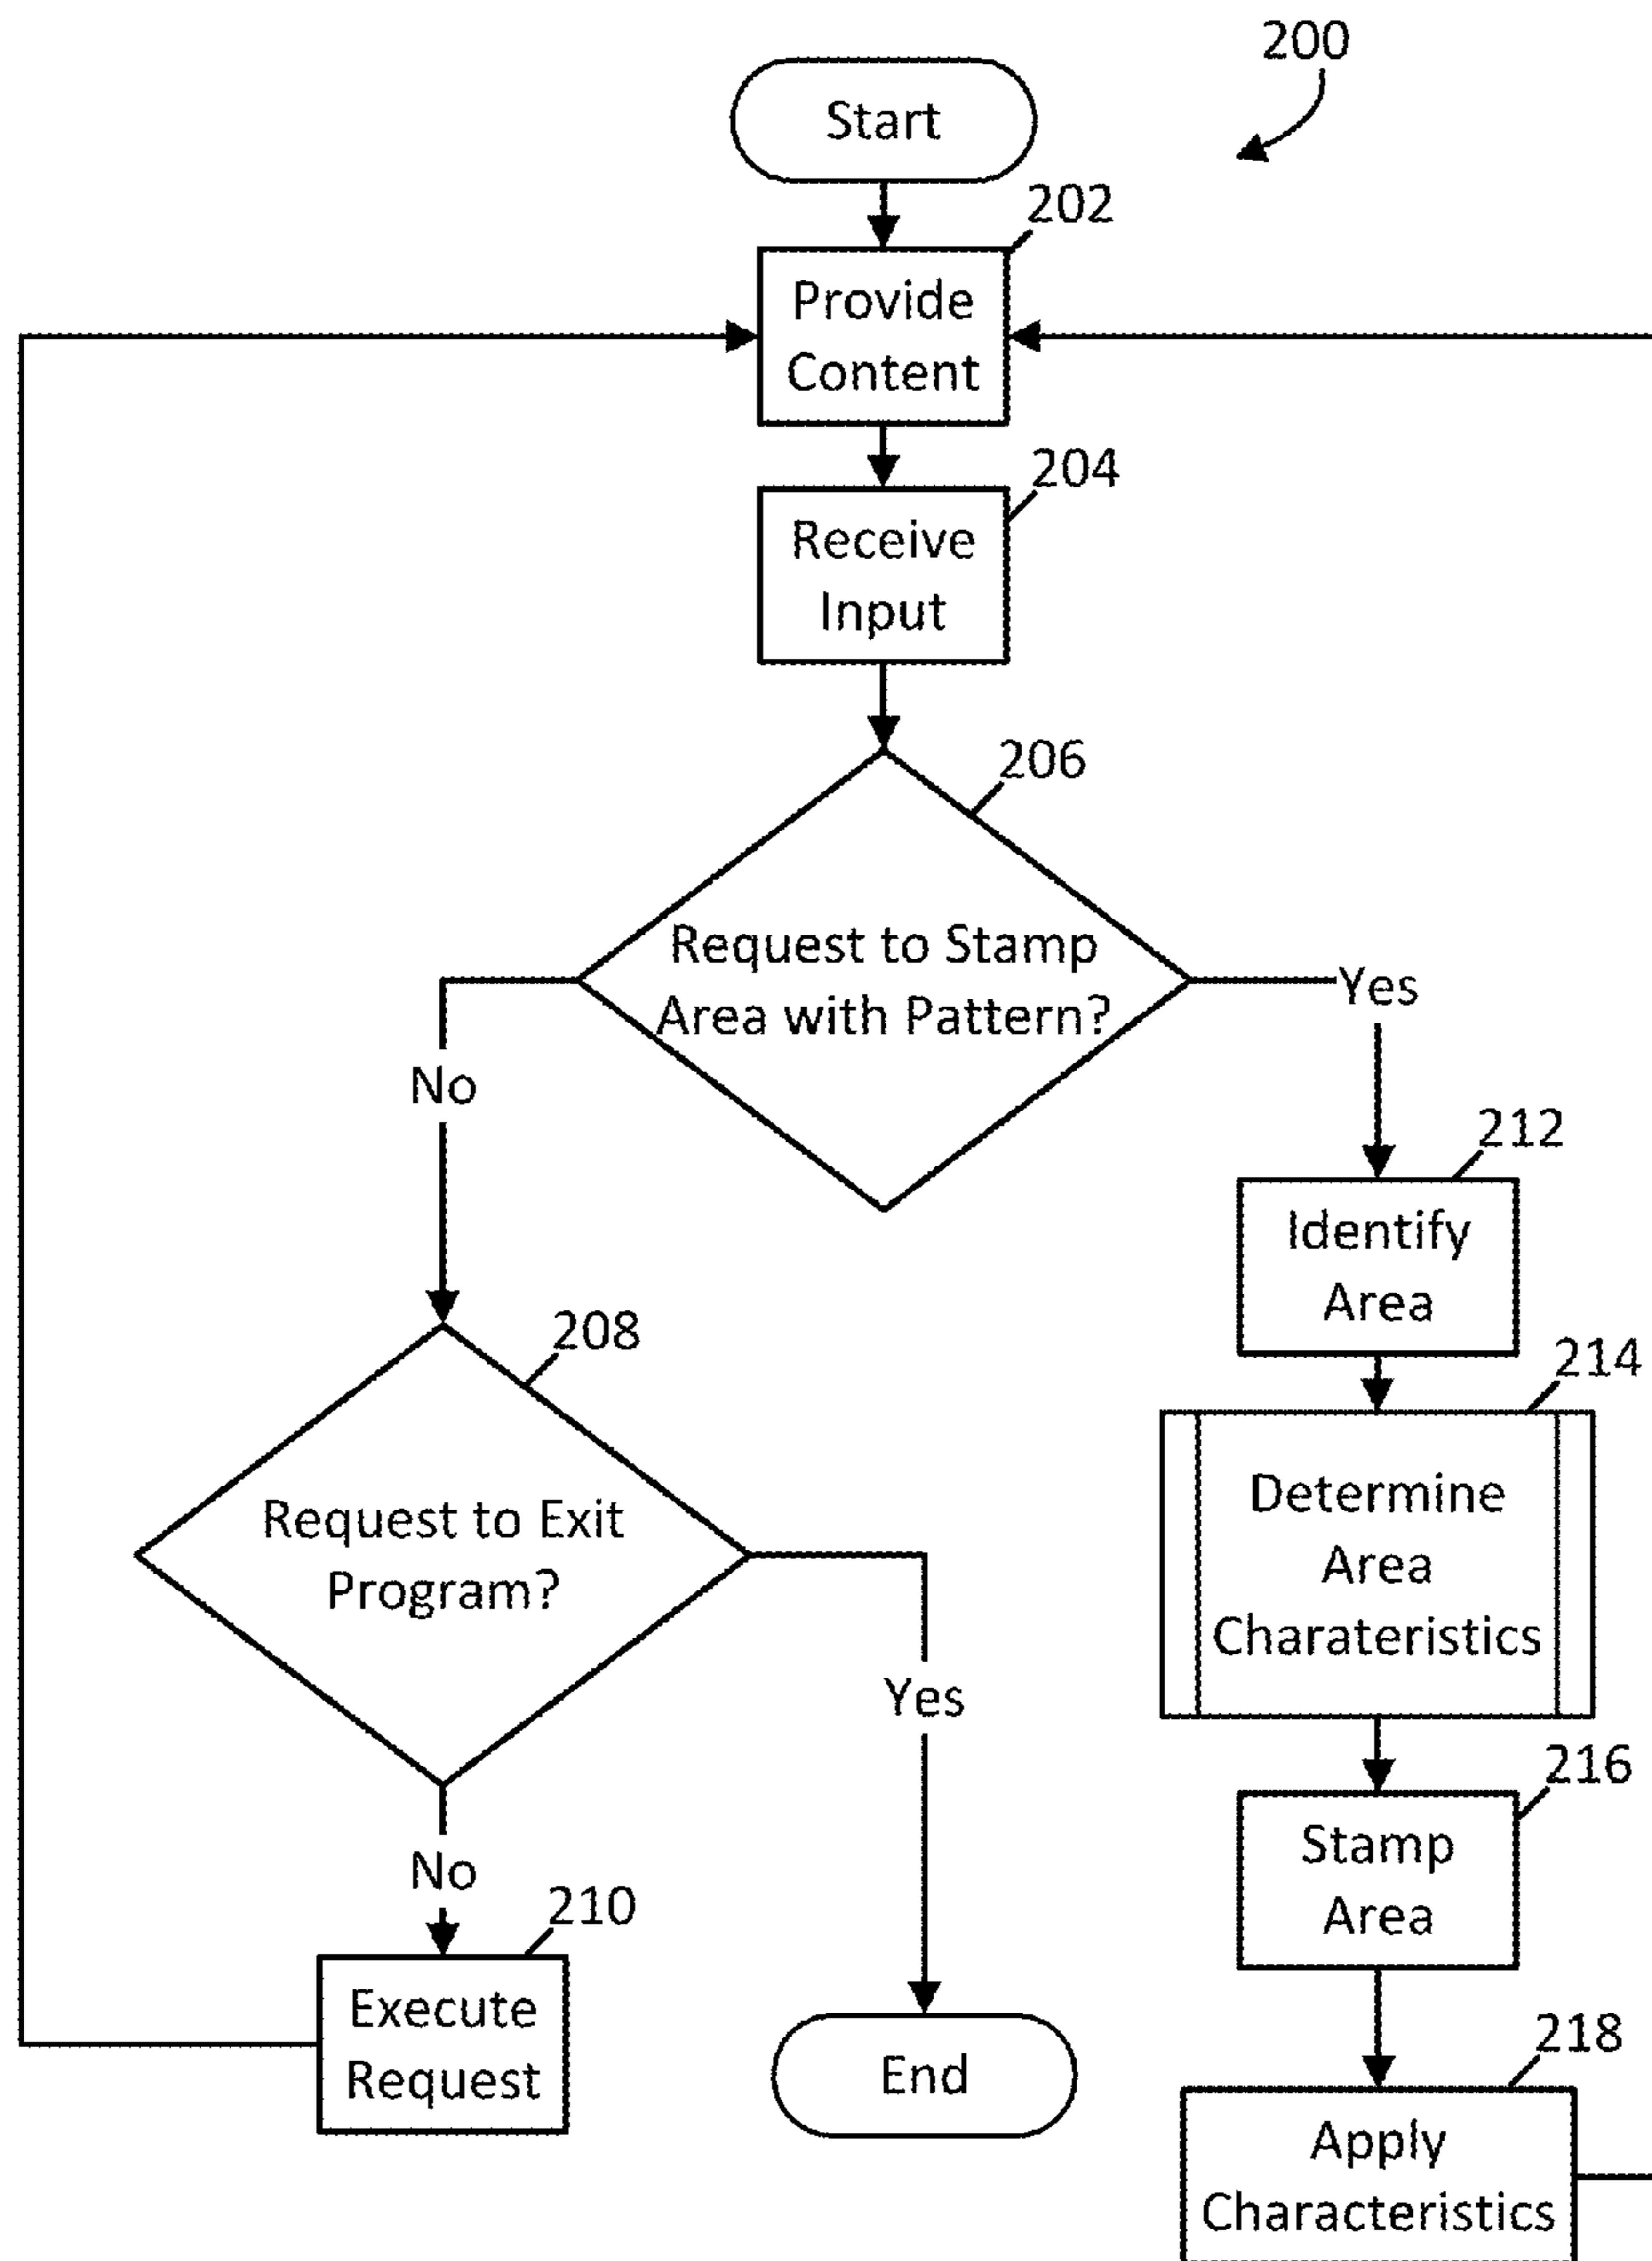 200
Start
202
Provide
Content
204
Receive
Input
206
Request to Stamp
Area with Pattern?
Yes
No
212
Identify
Area
208
214
Request to Exit
Program?
Determine
Area
Charateristics
Yes
216
Stamp
Area
No
210
Execute
Request
End
218
Apply
Characteristics